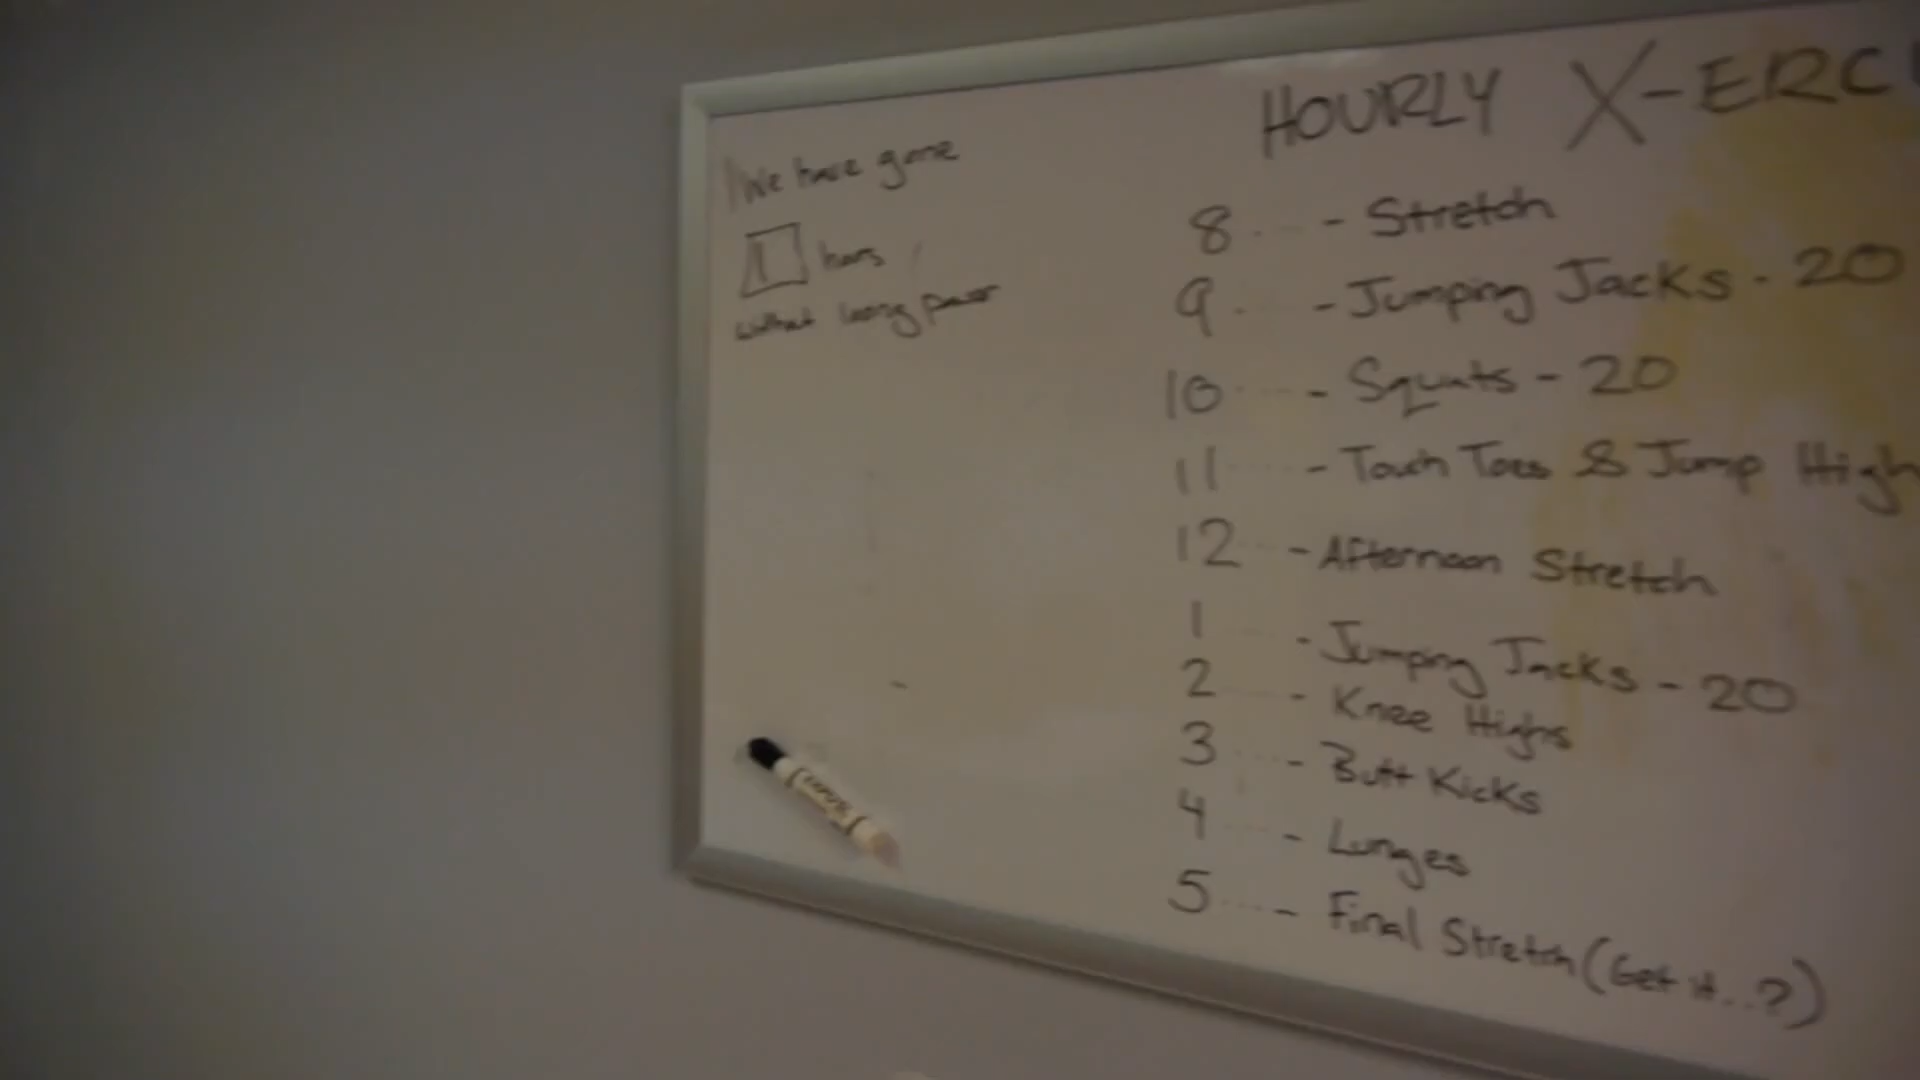 We have gone
1 hours
without losing power
HOURLY X-ERC
8 - Stretch
9 - Jumping Jacks - 20
10 - Squats - 20
11 - Touch Toes & Jump High
12 - Afternoon Stretch
1 - Jumping Jacks - 20
2 - Knee Highs
3 - Butt Kicks
4 - Lunges
5 - Final Stretch (Get it..?)